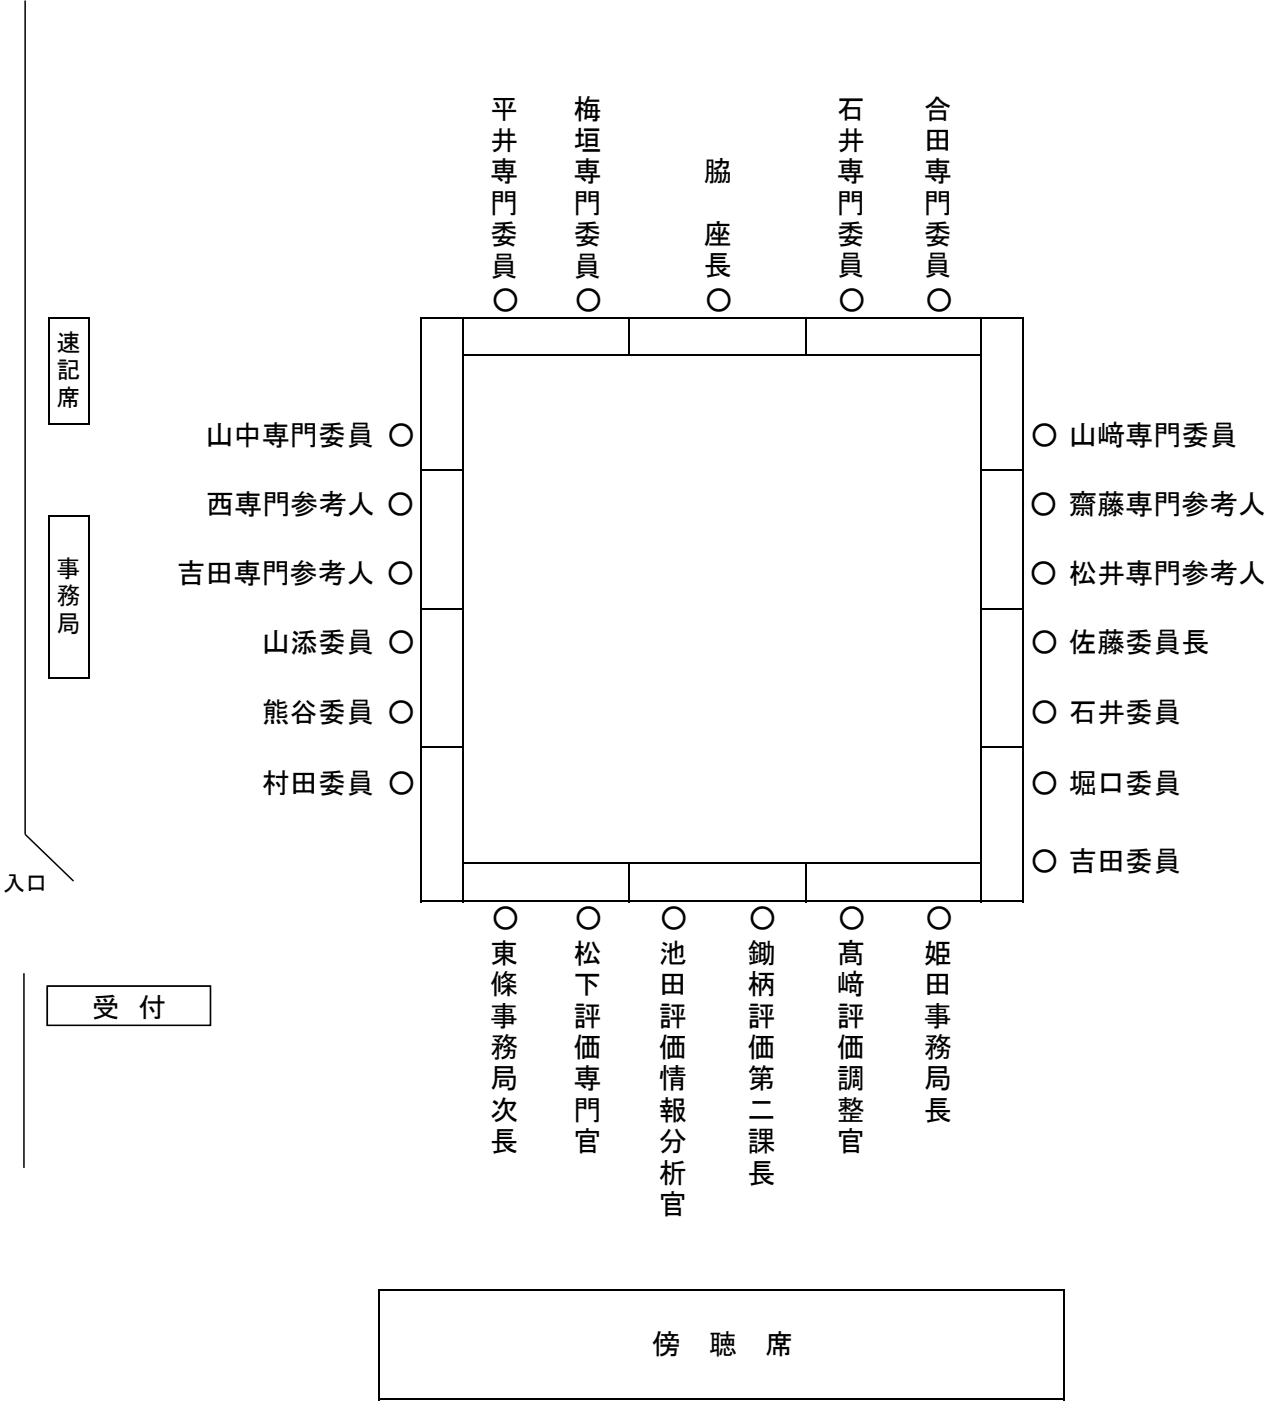 平井専門委員
梅垣専門委員
脇　座長
石井専門委員
合田専門委員
速記席
事務局
山中専門委員
西専門参考人
吉田専門参考人
山添委員
熊谷委員
村田委員
山﨑専門委員
齋藤専門参考人
松井専門参考人
佐藤委員長
石井委員
堀口委員
吉田委員
入口
受　付
東條事務局次長
松下評価専門官
池田評価情報分析官
鋤柄評価第二課長
髙﨑評価調整官
姫田事務局長
傍　聴　席